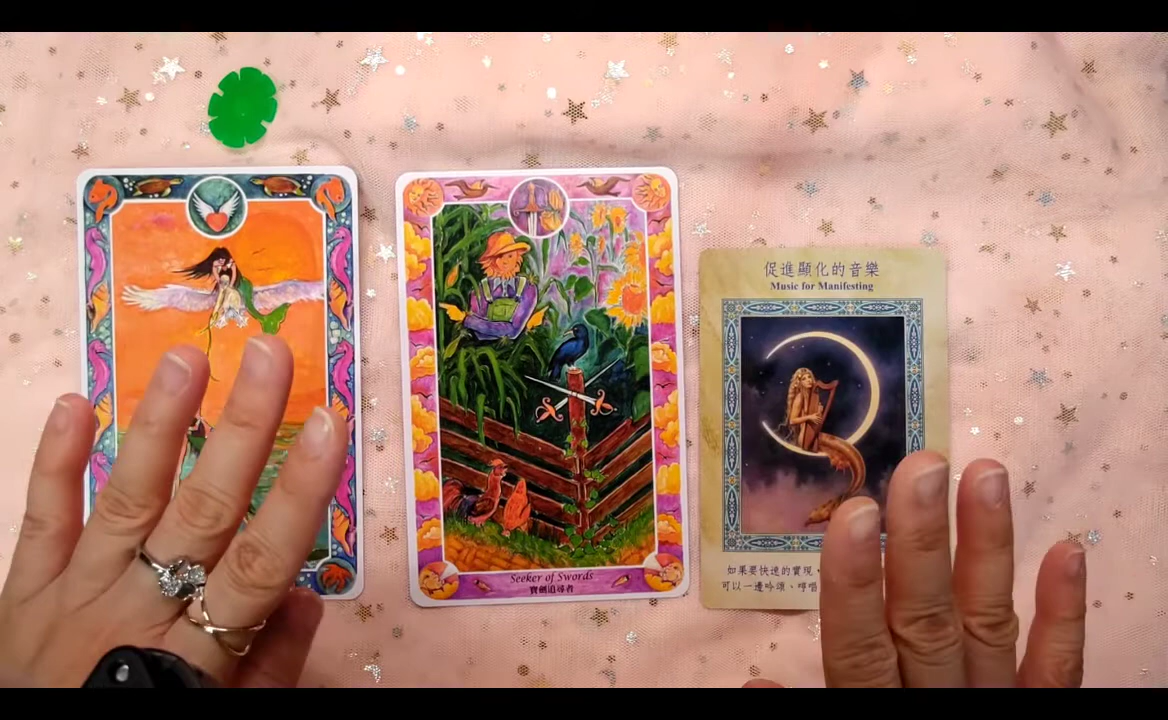 Seeker of Swords
寶劍追尋者
促進顯化的音樂
Music for Manifesting
如果要快速的實現，
可以一邊吟頌、哼唱